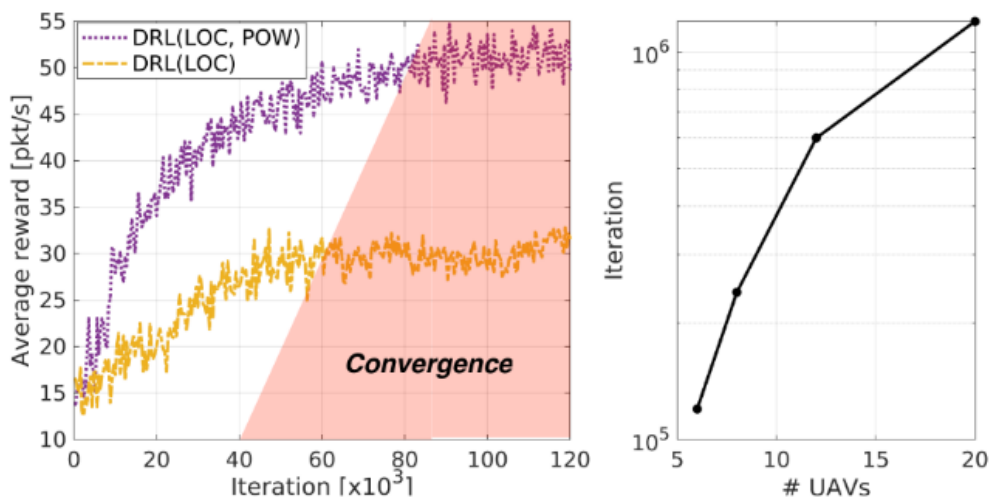 DRL(LOC, POW)
DRL(LOC)
Average reward [pkt/s]
55
50
45
40
35
30
25
20
15
10
Convergence
0 20 40 60 80 100 120
Iteration [x10³]
Iteration
10⁶
10⁵
5 10 15 20
# UAVs